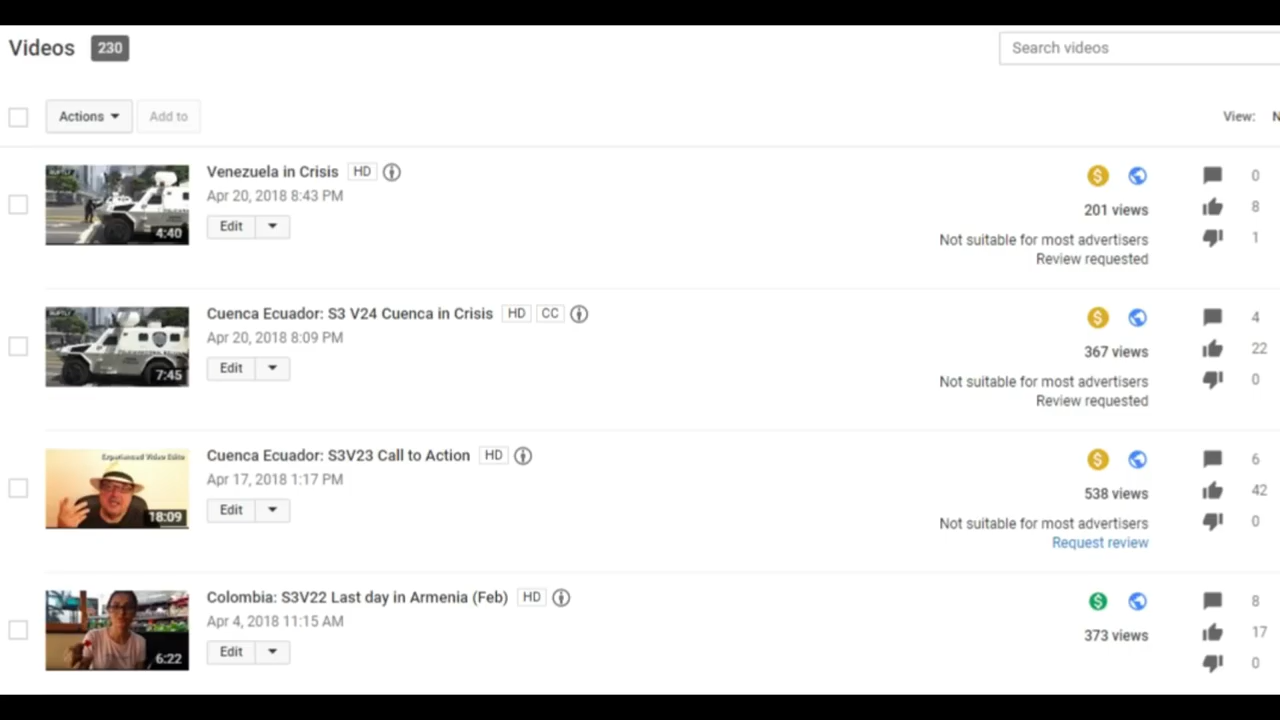 Videos 230
Search videos
Actions Add to
View: N
Venezuela in Crisis HD
Apr 20, 2018 8:43 PM
Edit
4:40
201 views
Not suitable for most advertisers
Review requested
0
8
1
Cuenca Ecuador: S3 V24 Cuenca in Crisis HD CC
Apr 20, 2018 8:09 PM
Edit
7:45
367 views
Not suitable for most advertisers
Review requested
4
22
0
Experienced Video Edits
Cuenca Ecuador: S3V23 Call to Action HD
Apr 17, 2018 1:17 PM
Edit
18:09
538 views
Not suitable for most advertisers
Request review
6
42
0
Colombia: S3V22 Last day in Armenia (Feb) HD
Apr 4, 2018 11:15 AM
Edit
6:22
373 views
8
17
0